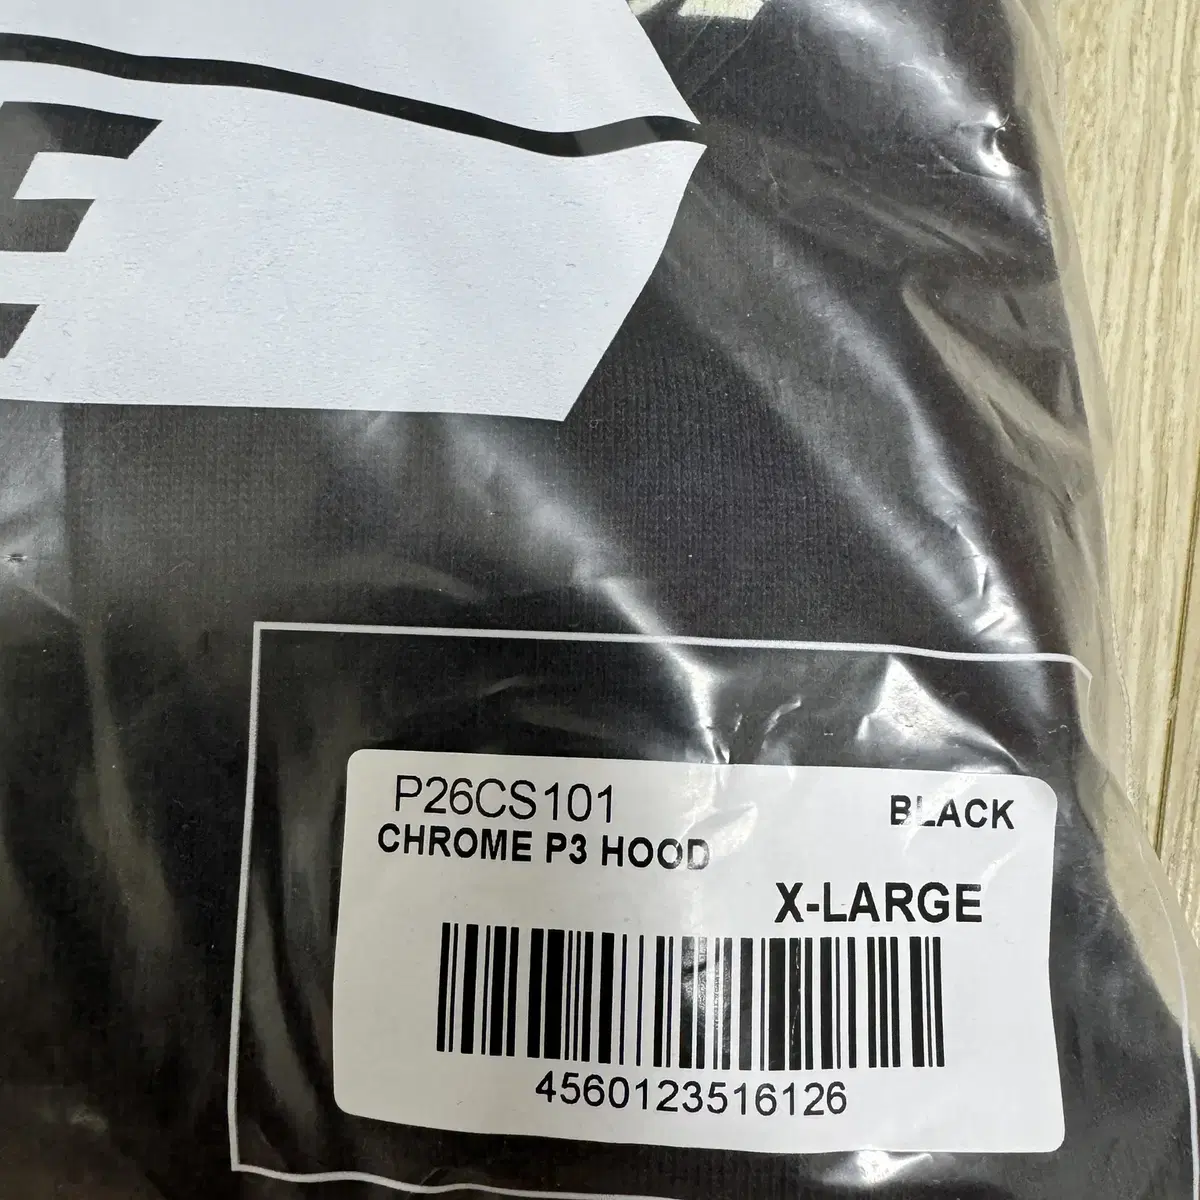 E
P26CS101
BLACK
CHROME P3 HOOD
X-LARGE
4560123516126